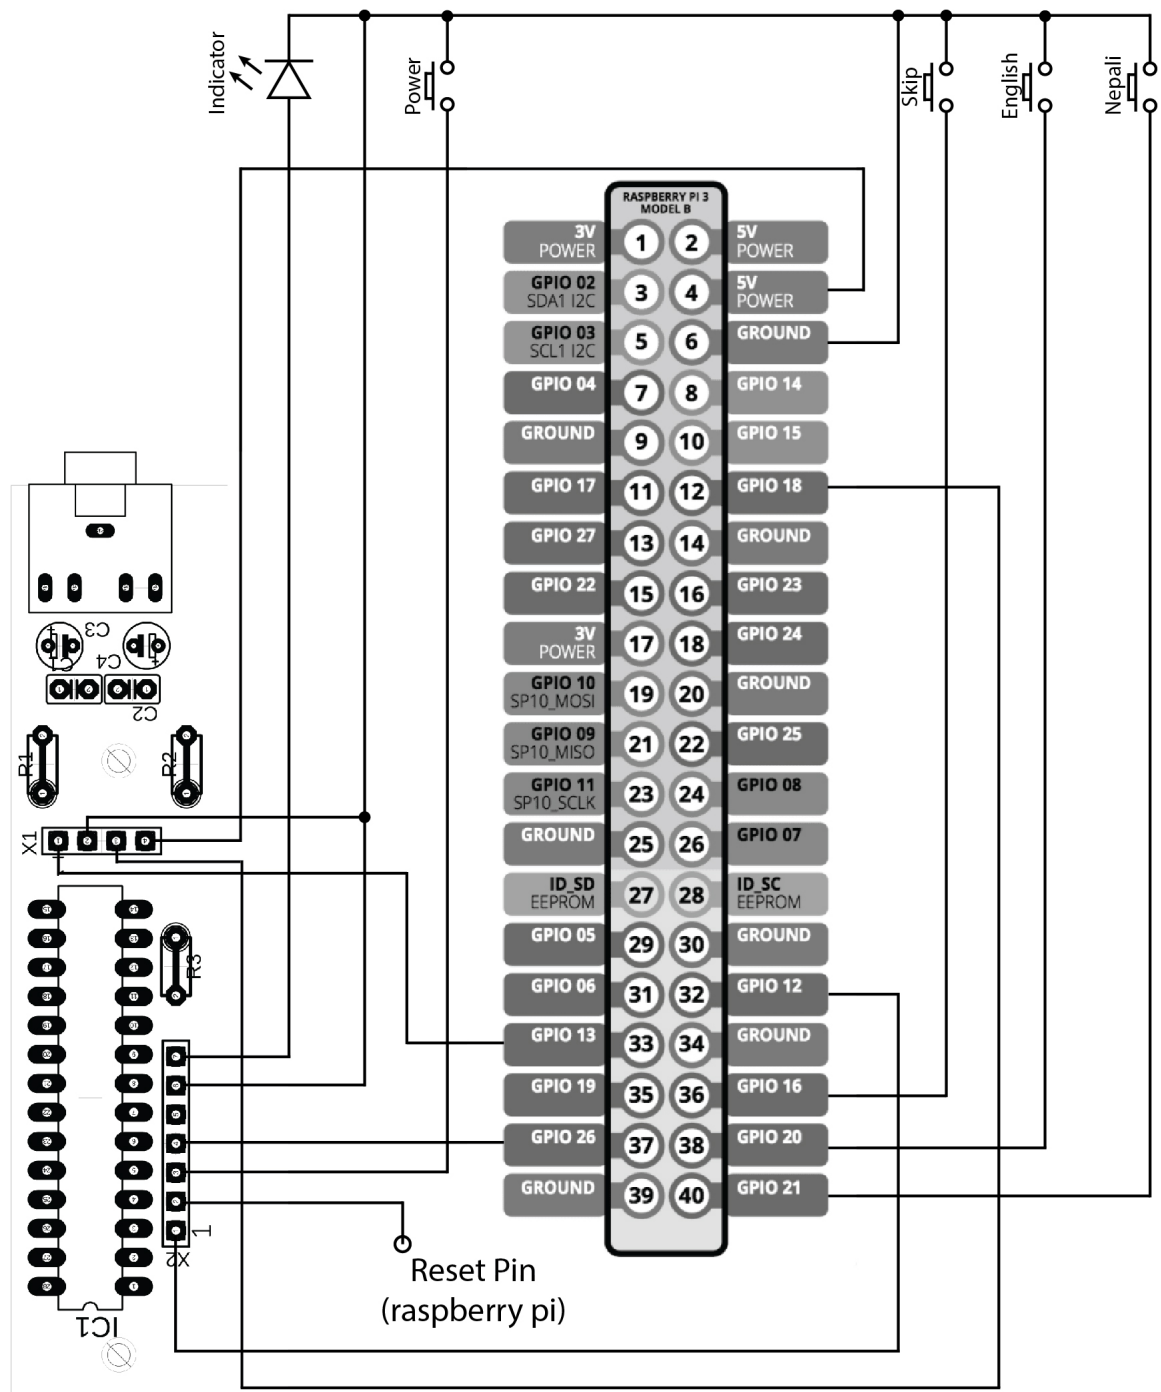 Indicator
Power
Skip
English
Nepali
RASPBERRY PI 3
MODEL B
3V
POWER
1
2
5V
POWER
GPIO 02
SDA1 I2C
3
4
5V
POWER
GPIO 03
SCL1 I2C
5
6
GROUND
GPIO 04
7
8
GPIO 14
GROUND
9
10
GPIO 15
GPIO 17
11
12
GPIO 18
GPIO 27
13
14
GROUND
GPIO 22
15
16
GPIO 23
3V
POWER
17
18
GPIO 24
GPIO 10
SP10_MOSI
19
20
GROUND
GPIO 09
SP10_MISO
21
22
GPIO 25
GPIO 11
SP10_SCLK
23
24
GPIO 08
GROUND
25
26
GPIO 07
ID_SD
EEPROM
27
28
ID_SC
EEPROM
GPIO 05
29
30
GROUND
GPIO 06
31
32
GPIO 12
GPIO 13
33
34
GROUND
GPIO 19
35
36
GPIO 16
GPIO 26
37
38
GPIO 20
GROUND
39
40
GPIO 21
C3
C1
C4
C2
R1
R2
X1
R3
1
X2
IC1
Reset Pin
(raspberry pi)